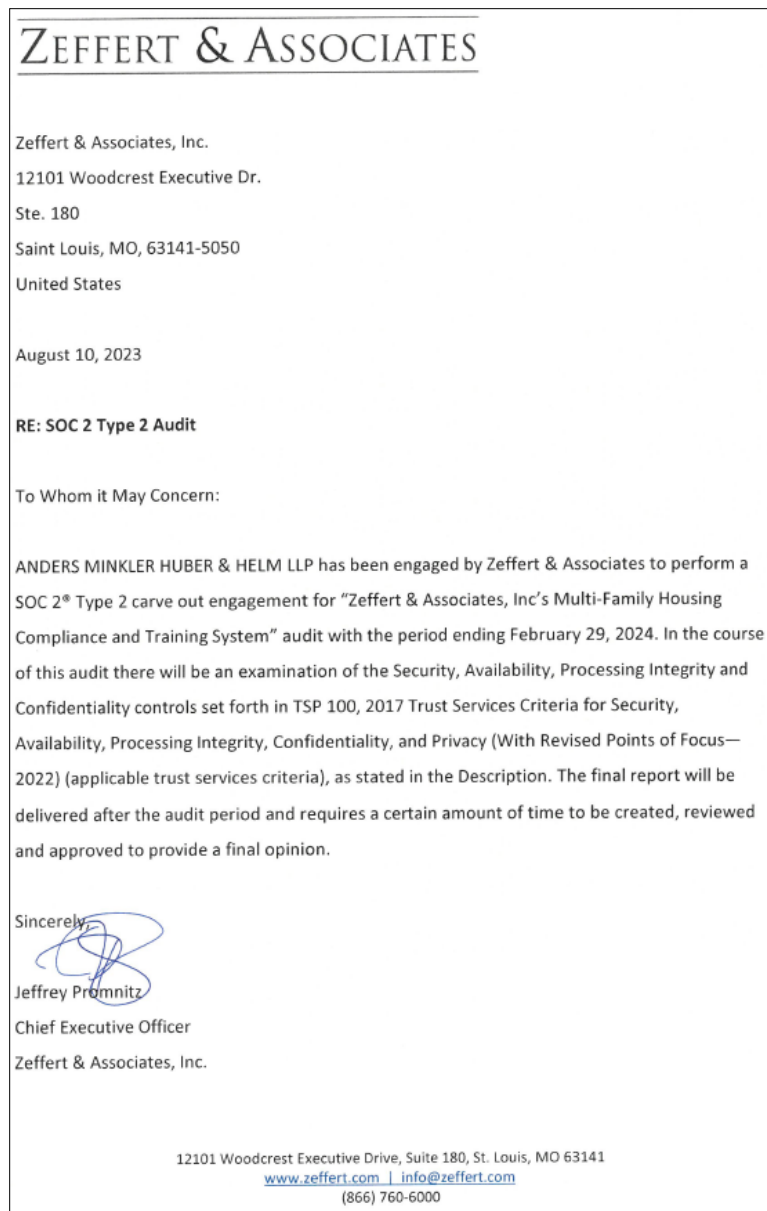 ZEFFERT & ASSOCIATES
Zeffert & Associates, Inc.
12101 Woodcrest Executive Dr.
Ste. 180
Saint Louis, MO, 63141-5050
United States
August 10, 2023
RE: SOC 2 Type 2 Audit
To Whom it May Concern:
ANDERS MINKLER HUBER & HELM LLP has been engaged by Zeffert & Associates to perform a
SOC 2® Type 2 carve out engagement for “Zeffert & Associates, Inc’s Multi-Family Housing
Compliance and Training System” audit with the period ending February 29, 2024. In the course
of this audit there will be an examination of the Security, Availability, Processing Integrity and
Confidentiality controls set forth in TSP 100, 2017 Trust Services Criteria for Security,
Availability, Processing Integrity, Confidentiality, and Privacy (With Revised Points of Focus—
2022) (applicable trust services criteria), as stated in the Description. The final report will be
delivered after the audit period and requires a certain amount of time to be created, reviewed
and approved to provide a final opinion.
Sincerely,
Jeffrey Promnitz
Chief Executive Officer
Zeffert & Associates, Inc.
12101 Woodcrest Executive Drive, Suite 180, St. Louis, MO 63141
www.zeffert.com | info@zeffert.com
(866) 760-6000